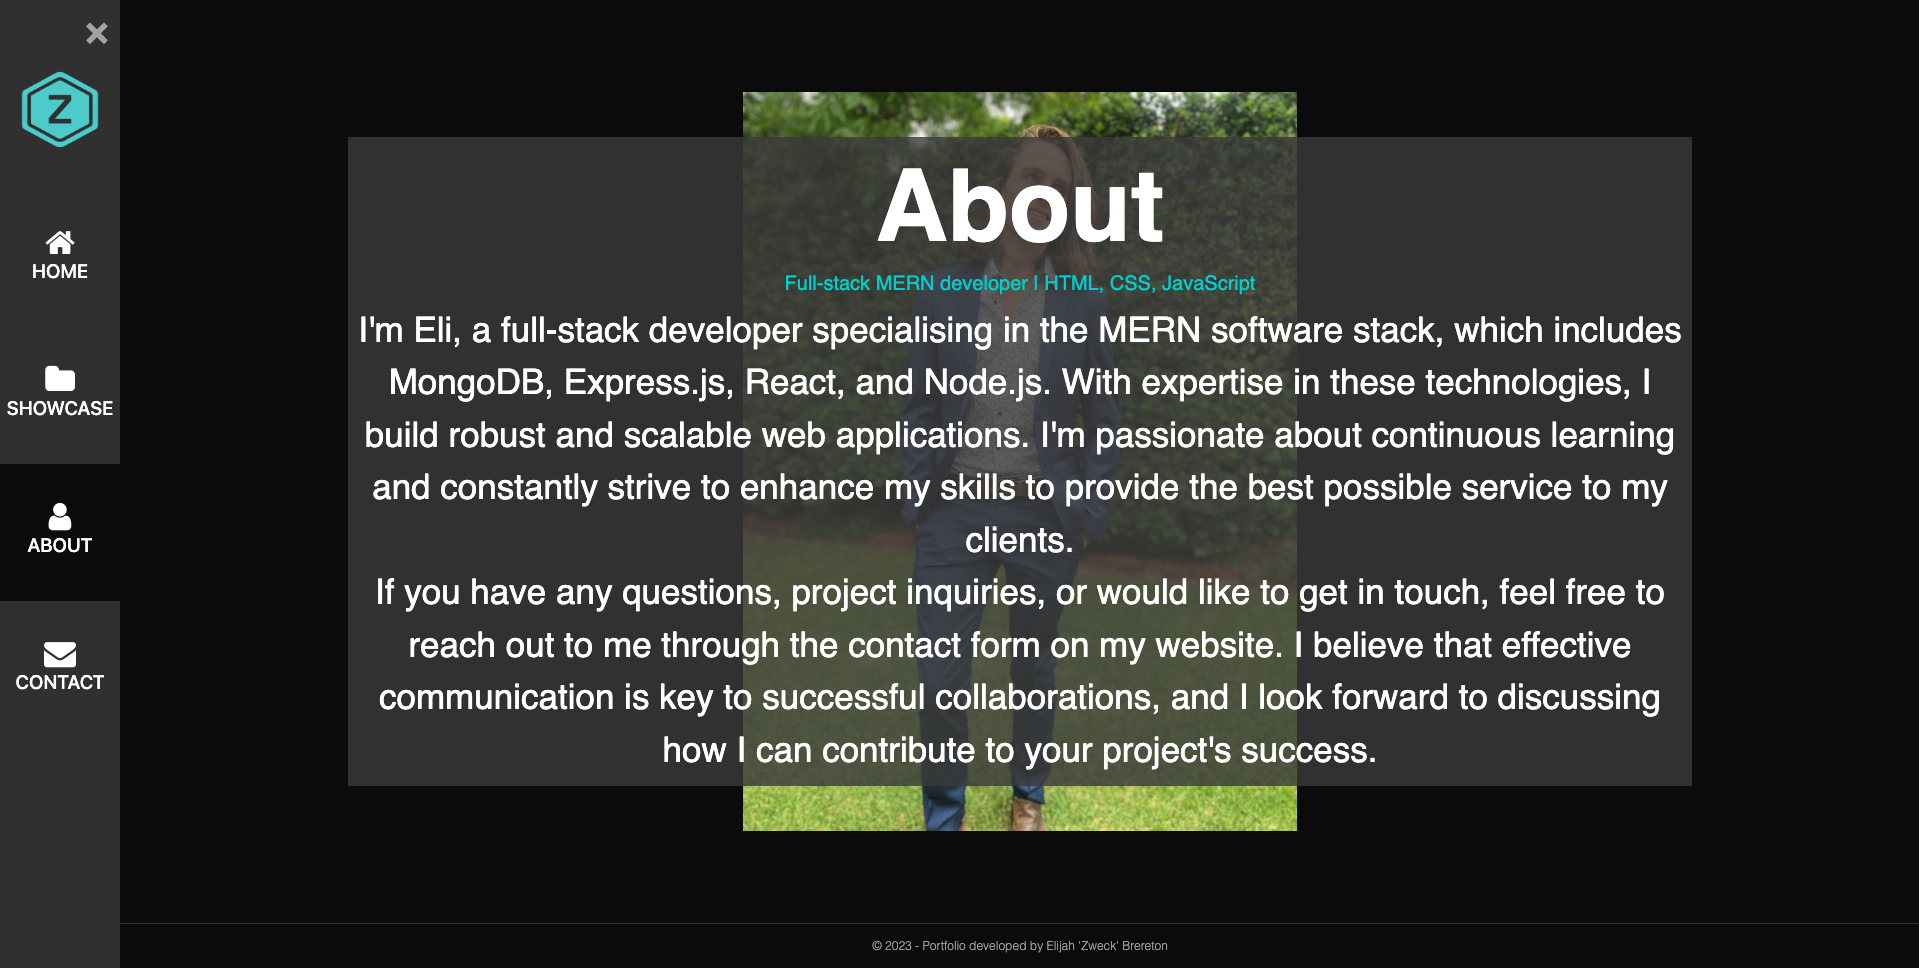 Z
HOME
SHOWCASE
ABOUT
CONTACT
About
Full-stack MERN developer | HTML, CSS, JavaScript
I'm Eli, a full-stack developer specialising in the MERN software stack, which includes
MongoDB, Express.js, React, and Node.js. With expertise in these technologies, I
build robust and scalable web applications. I'm passionate about continuous learning
and constantly strive to enhance my skills to provide the best possible service to my
clients.
If you have any questions, project inquiries, or would like to get in touch, feel free to
reach out to me through the contact form on my website. I believe that effective
communication is key to successful collaborations, and I look forward to discussing
how I can contribute to your project's success.
© 2023 - Portfolio developed by Elijah 'Zweck' Brereton